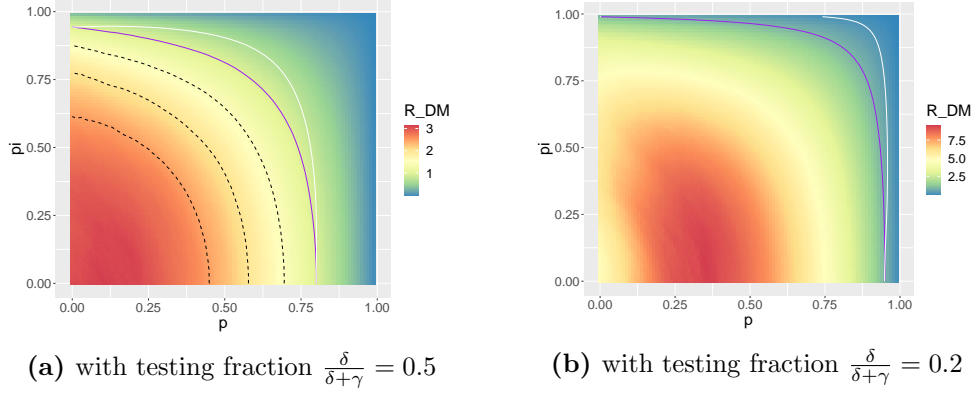 1.00
0.75
0.50
0.25
0.00
pi
0.00 0.25 0.50 0.75 1.00
p
R_DM
3
2
1
1.00
0.75
0.50
0.25
0.00
pi
0.00 0.25 0.50 0.75 1.00
p
R_DM
7.5
5.0
2.5
(a) with testing fraction δ/(δ+γ) = 0.5
(b) with testing fraction δ/(δ+γ) = 0.2